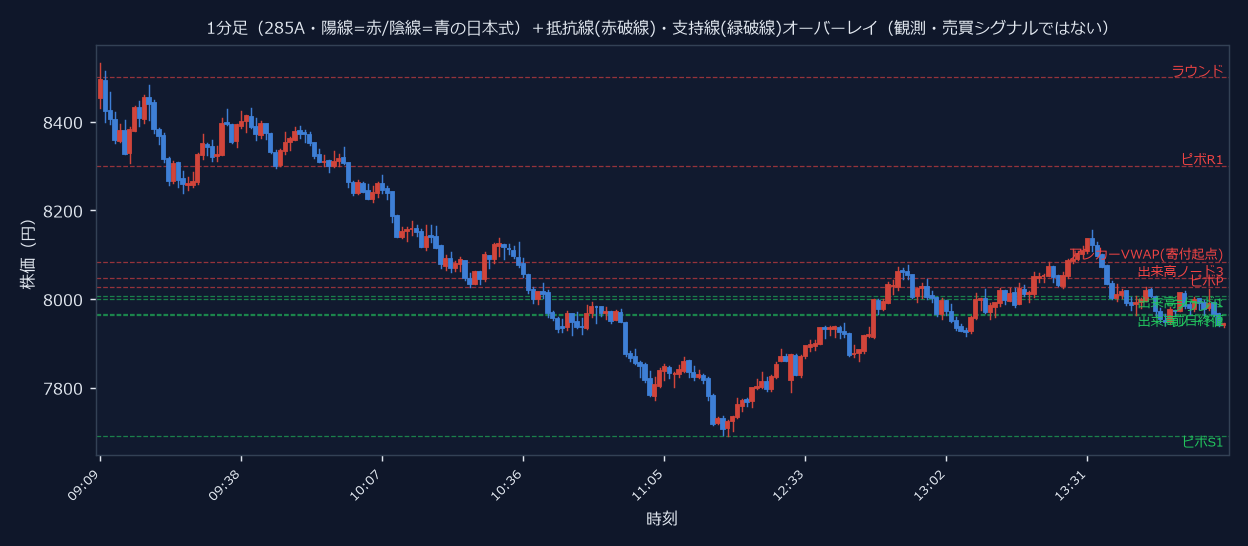 1分足（285A・陽線=赤/陰線=青の日本式）＋抵抗線(赤破線)・支持線(緑破線)オーバーレイ（観測・売買シグナルではない）
株価（円）
8400
8200
8000
7800
ラウンド
ピボR1
アンカーVWAP(寄付起点)
出来高ノード3
ピボP
ピボS1
09:09
09:38
10:07
10:36
11:05
12:33
13:02
13:31
時刻